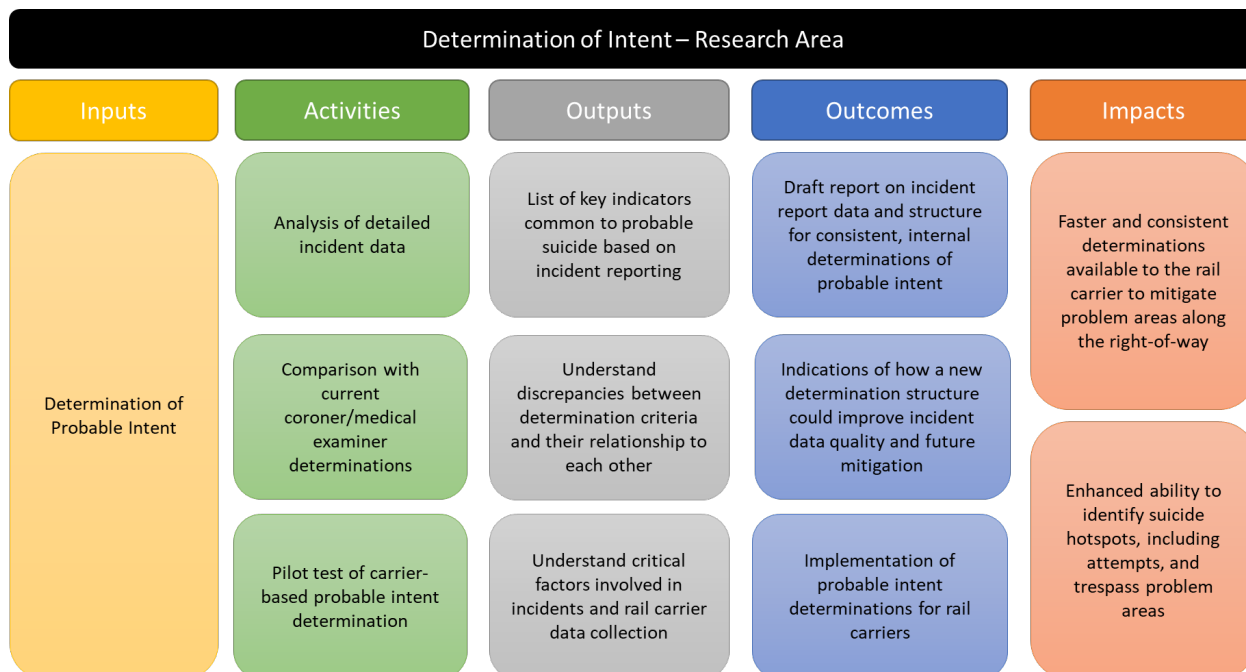 Determination of Intent – Research Area
Inputs
Activities
Outputs
Outcomes
Impacts
Determination of
Probable Intent
Analysis of detailed
incident data
Comparison with
current
coroner/medical
examiner
determinations
Pilot test of carrier-
based probable intent
determination
List of key indicators
common to probable
suicide based on
incident reporting
Understand
discrepancies between
determination criteria
and their relationship to
each other
Understand critical
factors involved in
incidents and rail carrier
data collection
Draft report on incident
report data and structure
for consistent, internal
determinations of
probable intent
Indications of how a new
determination structure
could improve incident
data quality and future
mitigation
Implementation of
probable intent
determinations for rail
carriers
Faster and consistent
determinations
available to the rail
carrier to mitigate
problem areas along
the right-of-way
Enhanced ability to
identify suicide
hotspots, including
attempts, and
trespass problem
areas